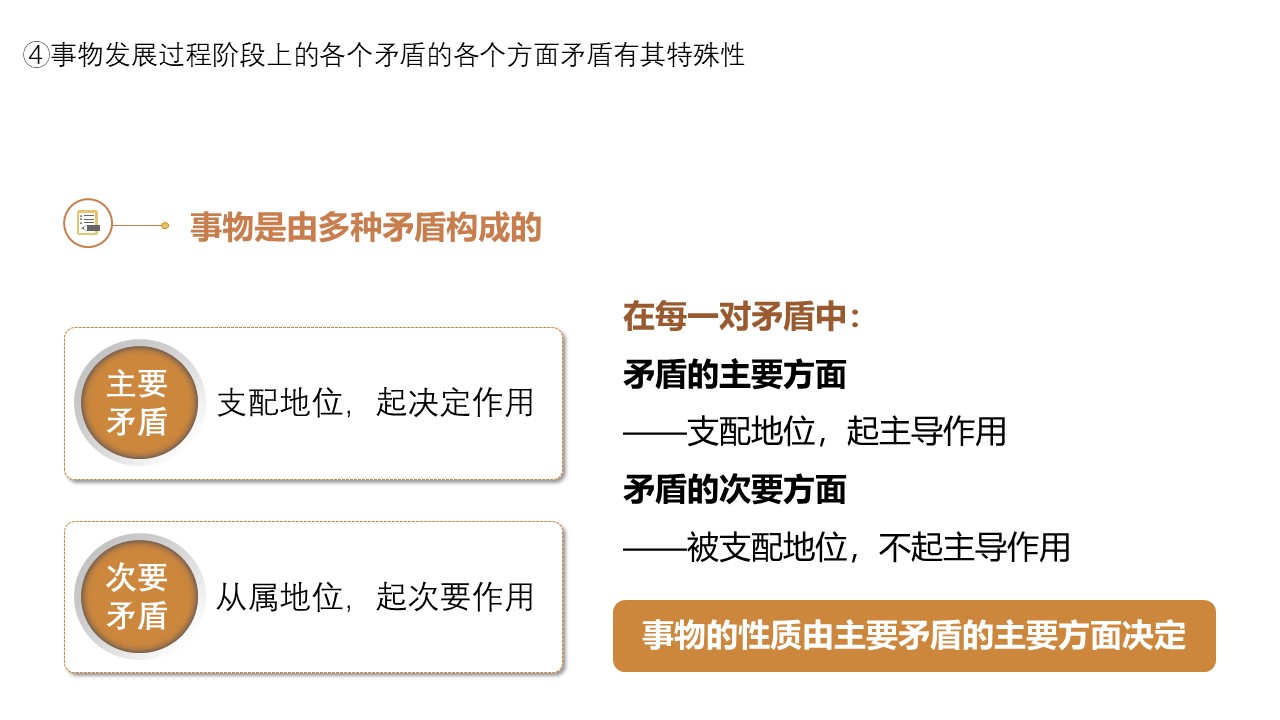 ④事物发展过程阶段上的各个矛盾的各个方面矛盾有其特殊性
事物是由多种矛盾构成的
主要
矛盾
支配地位，起决定作用
次要
矛盾
从属地位，起次要作用
在每一对矛盾中：
矛盾的主要方面
——支配地位，起主导作用
矛盾的次要方面
——被支配地位，不起主导作用
事物的性质由主要矛盾的主要方面决定